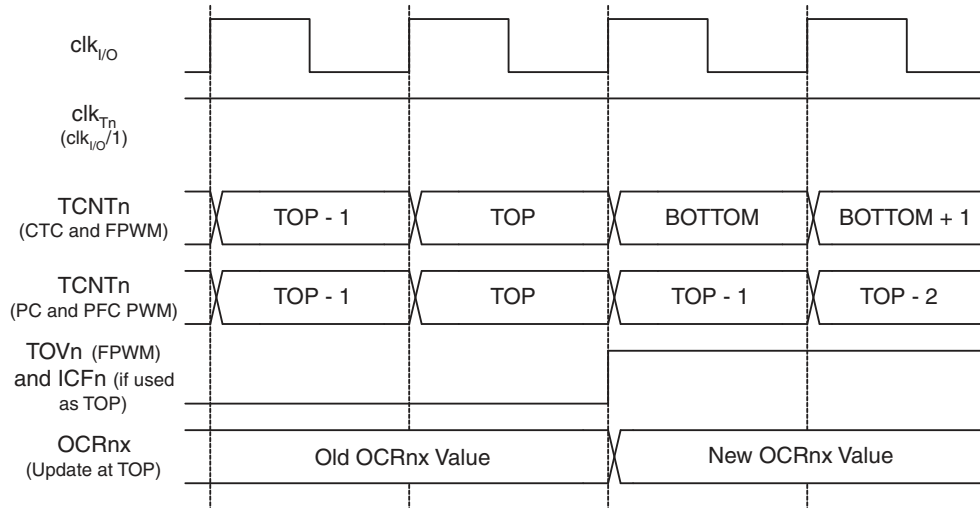 clkI/O
clkTn
(clkI/O/1)
TCNTn
(CTC and FPWM)
TOP - 1 TOP BOTTOM BOTTOM + 1
TCNTn
(PC and PFC PWM)
TOP - 1 TOP TOP - 1 TOP - 2
TOVn (FPWM)
and ICFn (if used
as TOP)
OCRnx
(Update at TOP)
Old OCRnx Value New OCRnx Value